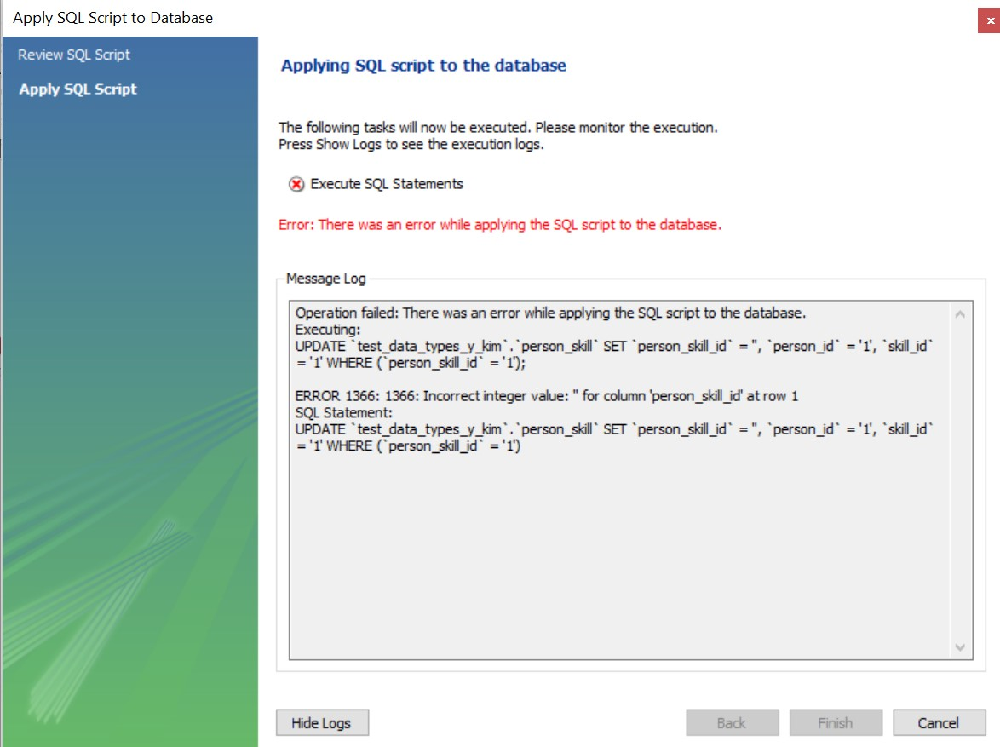 Apply SQL Script to Database
Review SQL Script
Apply SQL Script
Applying SQL script to the database
The following tasks will now be executed. Please monitor the execution.
Press Show Logs to see the execution logs.
Execute SQL Statements
Error: There was an error while applying the SQL script to the database.
Message Log
Operation failed: There was an error while applying the SQL script to the database.
Executing:
UPDATE `test_data_types_y_kim`.`person_skill` SET `person_skill_id` = '', `person_id` = '1', `skill_id`
= '1' WHERE (`person_skill_id` = '1');
ERROR 1366: 1366: Incorrect integer value: '' for column 'person_skill_id' at row 1
SQL Statement:
UPDATE `test_data_types_y_kim`.`person_skill` SET `person_skill_id` = '', `person_id` = '1', `skill_id`
= '1' WHERE (`person_skill_id` = '1')
Hide Logs
Back
Finish
Cancel